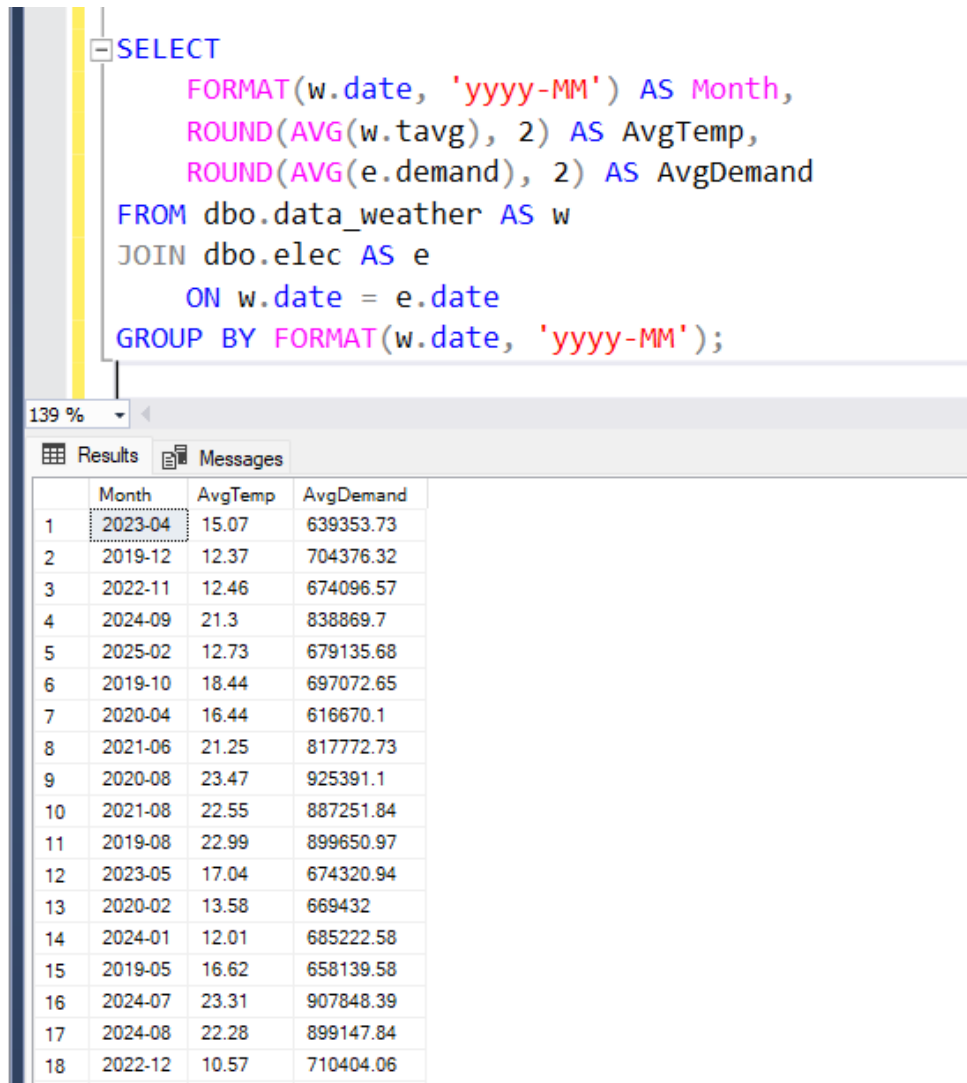 SELECT
FORMAT(w.date, 'yyyy-MM') AS Month,
ROUND(AVG(w.tavg), 2) AS AvgTemp,
ROUND(AVG(e.demand), 2) AS AvgDemand
FROM dbo.data_weather AS w
JOIN dbo.elec AS e
ON w.date = e.date
GROUP BY FORMAT(w.date, 'yyyy-MM');
139 %
Results Messages
Month AvgTemp AvgDemand
1 2023-04 15.07 639353.73
2 2019-12 12.37 704376.32
3 2022-11 12.46 674096.57
4 2024-09 21.3 838869.7
5 2025-02 12.73 679135.68
6 2019-10 18.44 697072.65
7 2020-04 16.44 616670.1
8 2021-06 21.25 817772.73
9 2020-08 23.47 925391.1
10 2021-08 22.55 887251.84
11 2019-08 22.99 899650.97
12 2023-05 17.04 674320.94
13 2020-02 13.58 669432
14 2024-01 12.01 685222.58
15 2019-05 16.62 658139.58
16 2024-07 23.31 907848.39
17 2024-08 22.28 899147.84
18 2022-12 10.57 710404.06